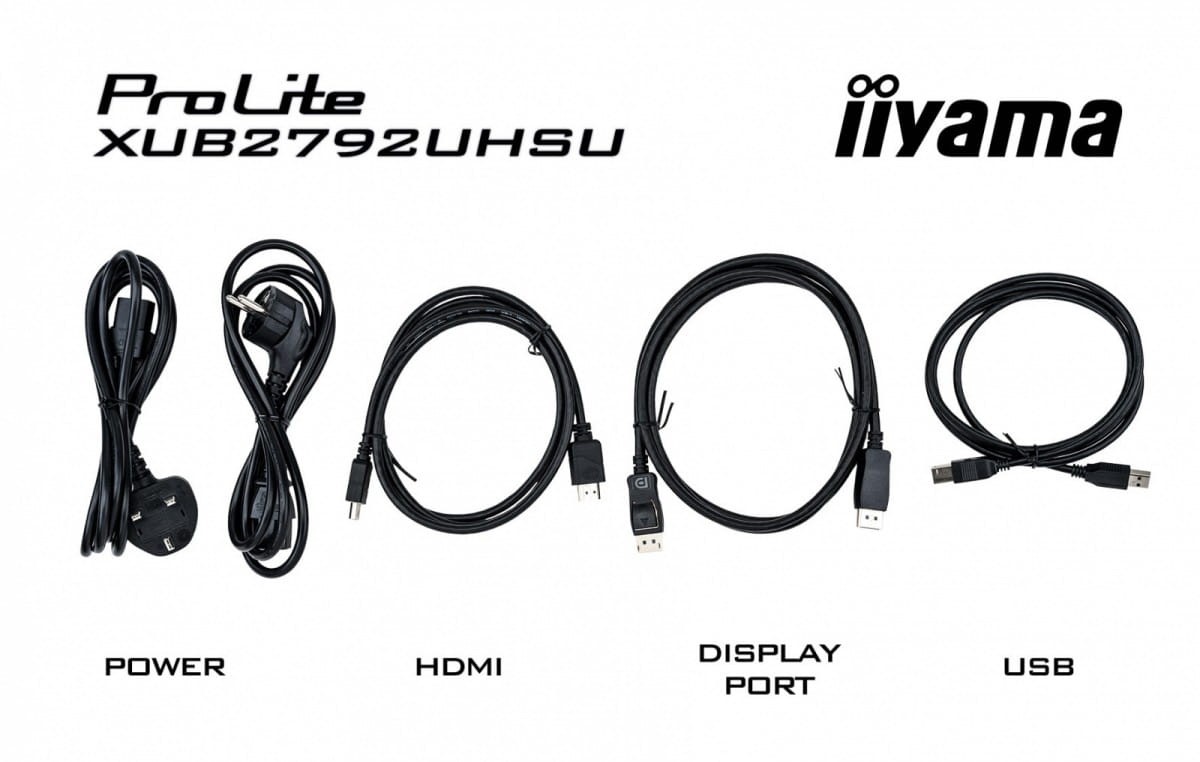 ProLite
XUB2792UHSU
iiyama
POWER
HDMI
DISPLAY
PORT
USB